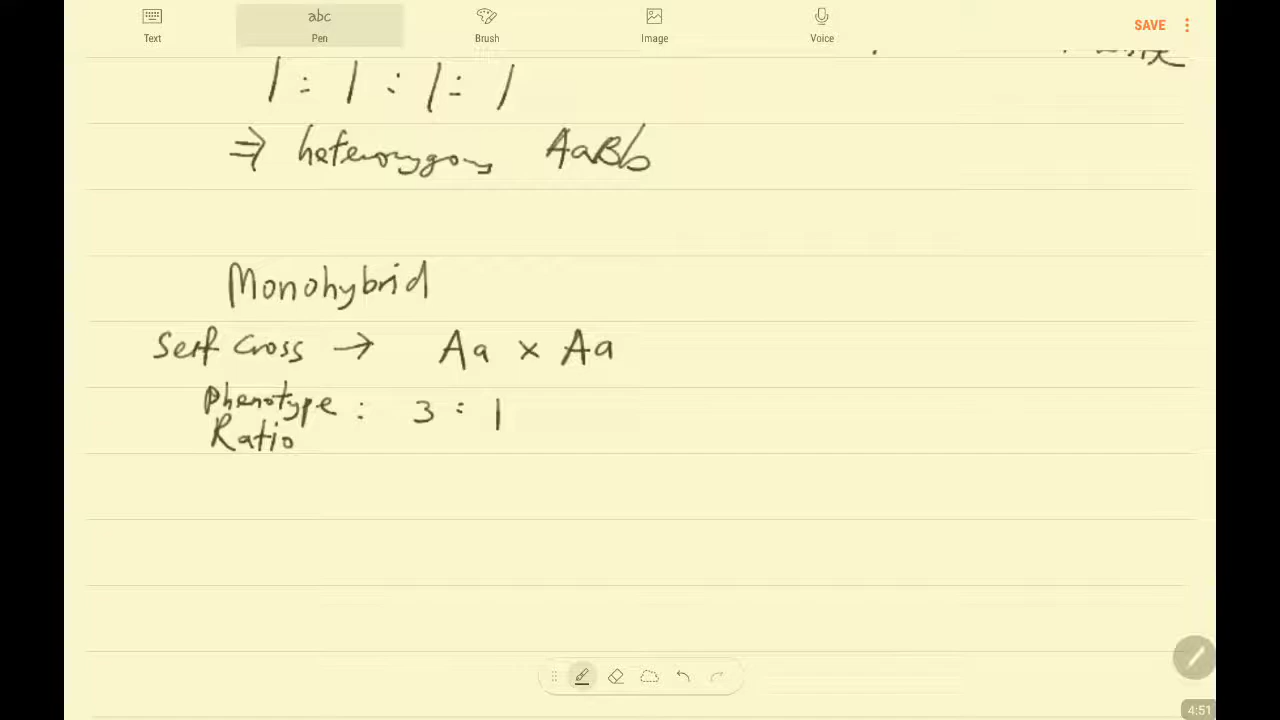 abc
Text Pen Brush Image Voice SAVE
1 : 1 : 1 : 1
⇒ heterozygous AaBb
Monohybrid
Self Cross → Aa × Aa
Phenotype : 3 : 1
Ratio
4:51